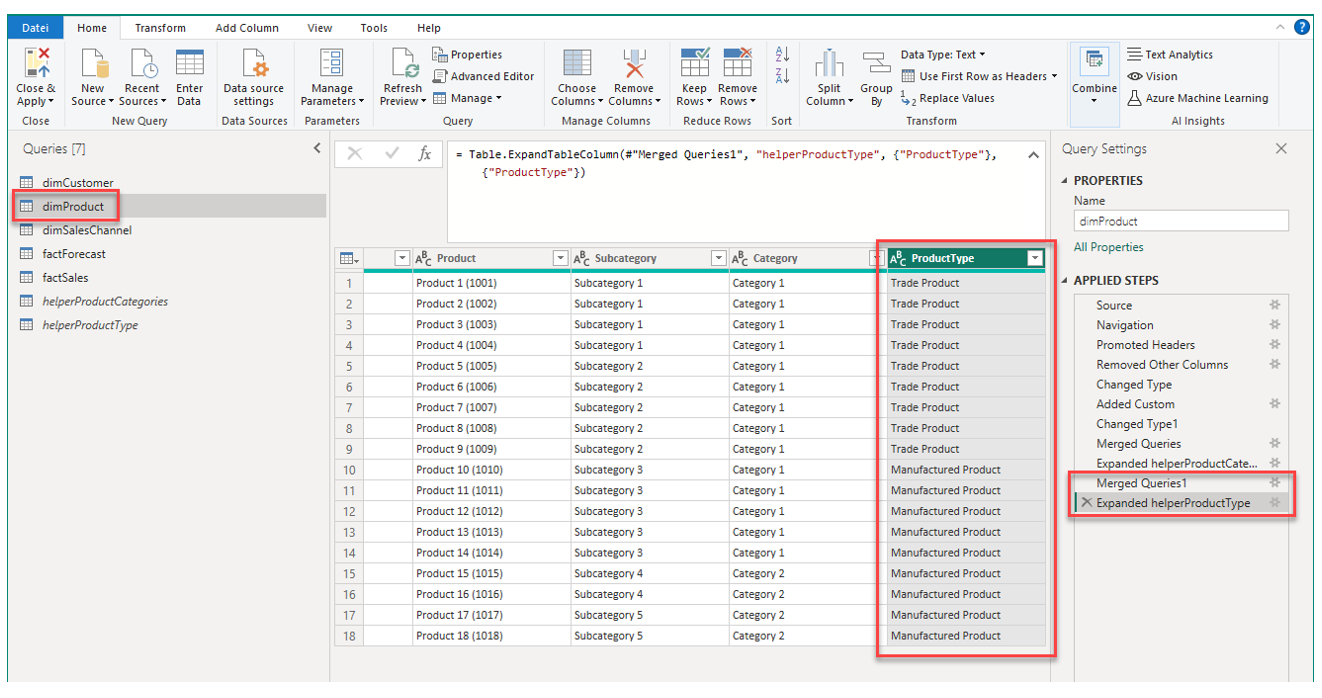 Datei Home Transform Add Column View Tools Help
Close & Apply
New Source
Recent Sources
Enter Data
Data source settings
Manage Parameters
Refresh Preview
Properties
Advanced Editor
Manage
Choose Columns
Remove Columns
Keep Rows
Remove Rows
Split Column
Group By
Data Type: Text
Use First Row as Headers
Replace Values
Combine
Text Analytics
Vision
Azure Machine Learning
Close New Query Data Sources Parameters Query Manage Columns Reduce Rows Sort Transform AI Insights
Queries [7]
dimCustomer
dimProduct
dimSalesChannel
factForecast
factSales
helperProductCategories
helperProductType
fx
= Table.ExpandTableColumn(#"Merged Queries1", "helperProductType", {"ProductType"},
{"ProductType"})
ABC Product ABC Subcategory ABC Category ABC ProductType
1 Product 1 (1001) Subcategory 1 Category 1 Trade Product
2 Product 2 (1002) Subcategory 1 Category 1 Trade Product
3 Product 3 (1003) Subcategory 1 Category 1 Trade Product
4 Product 4 (1004) Subcategory 1 Category 1 Trade Product
5 Product 5 (1005) Subcategory 2 Category 1 Trade Product
6 Product 6 (1006) Subcategory 2 Category 1 Trade Product
7 Product 7 (1007) Subcategory 2 Category 1 Trade Product
8 Product 8 (1008) Subcategory 2 Category 1 Trade Product
9 Product 9 (1009) Subcategory 2 Category 1 Trade Product
10 Product 10 (1010) Subcategory 3 Category 1 Manufactured Product
11 Product 11 (1011) Subcategory 3 Category 1 Manufactured Product
12 Product 12 (1012) Subcategory 3 Category 1 Manufactured Product
13 Product 13 (1013) Subcategory 3 Category 1 Manufactured Product
14 Product 14 (1014) Subcategory 3 Category 1 Manufactured Product
15 Product 15 (1015) Subcategory 4 Category 2 Manufactured Product
16 Product 16 (1016) Subcategory 4 Category 2 Manufactured Product
17 Product 17 (1017) Subcategory 5 Category 2 Manufactured Product
18 Product 18 (1018) Subcategory 5 Category 2 Manufactured Product
Query Settings
PROPERTIES
Name
dimProduct
All Properties
APPLIED STEPS
Source
Navigation
Promoted Headers
Removed Other Columns
Changed Type
Added Custom
Changed Type1
Merged Queries
Expanded helperProductCate...
Merged Queries1
Expanded helperProductType